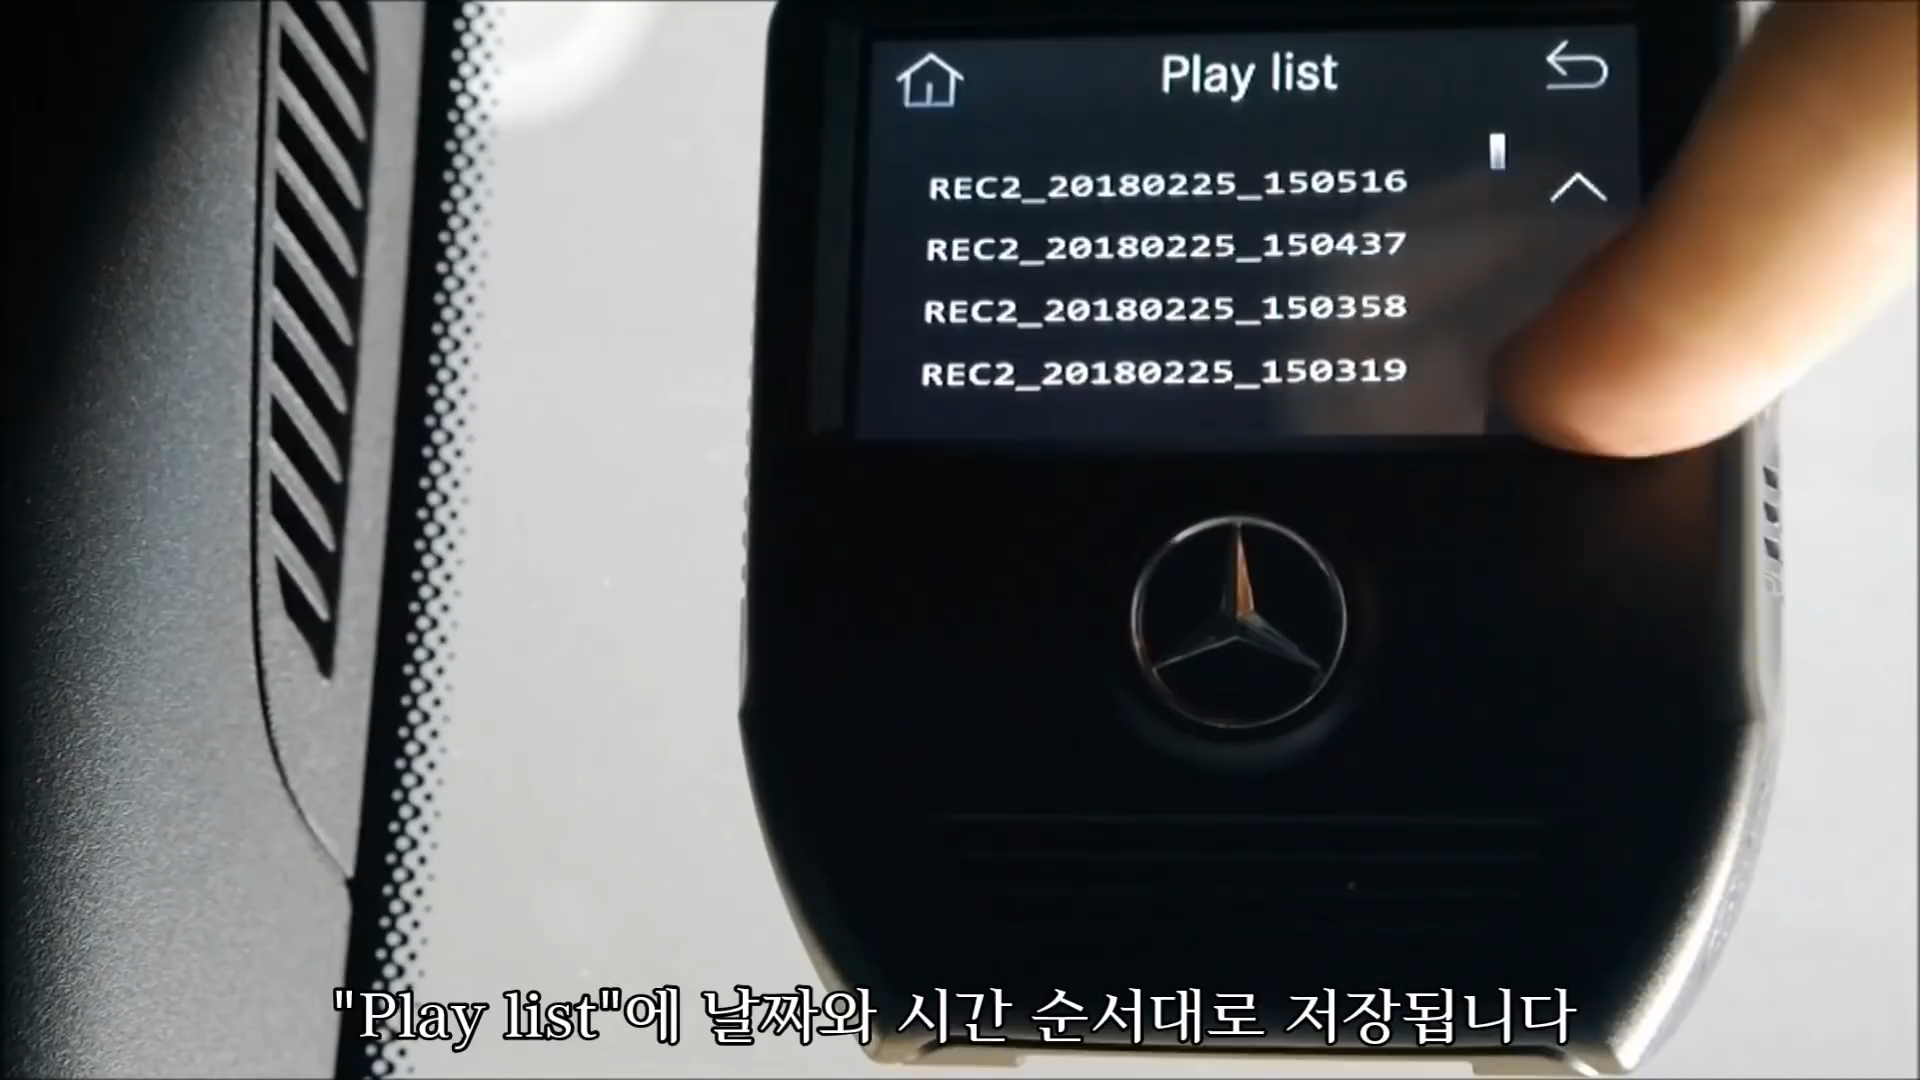 Play list
REC2_20180225_150516
REC2_20180225_150437
REC2_20180225_150358
REC2_20180225_150319
"Play list"에 날짜와 시간 순서대로 저장됩니다